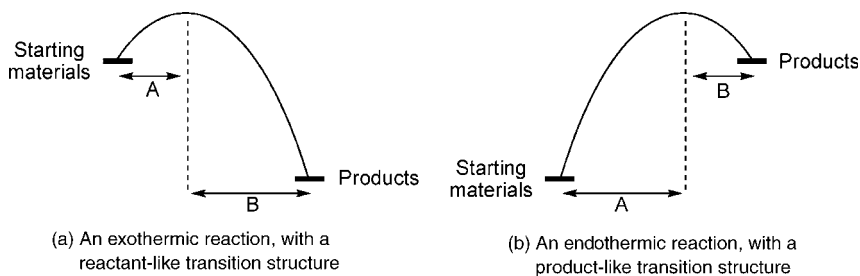 Starting
materials
A
B
Products
(a) An exothermic reaction, with a
reactant-like transition structure
Products
B
Starting
materials
A
(b) An endothermic reaction, with a
product-like transition structure